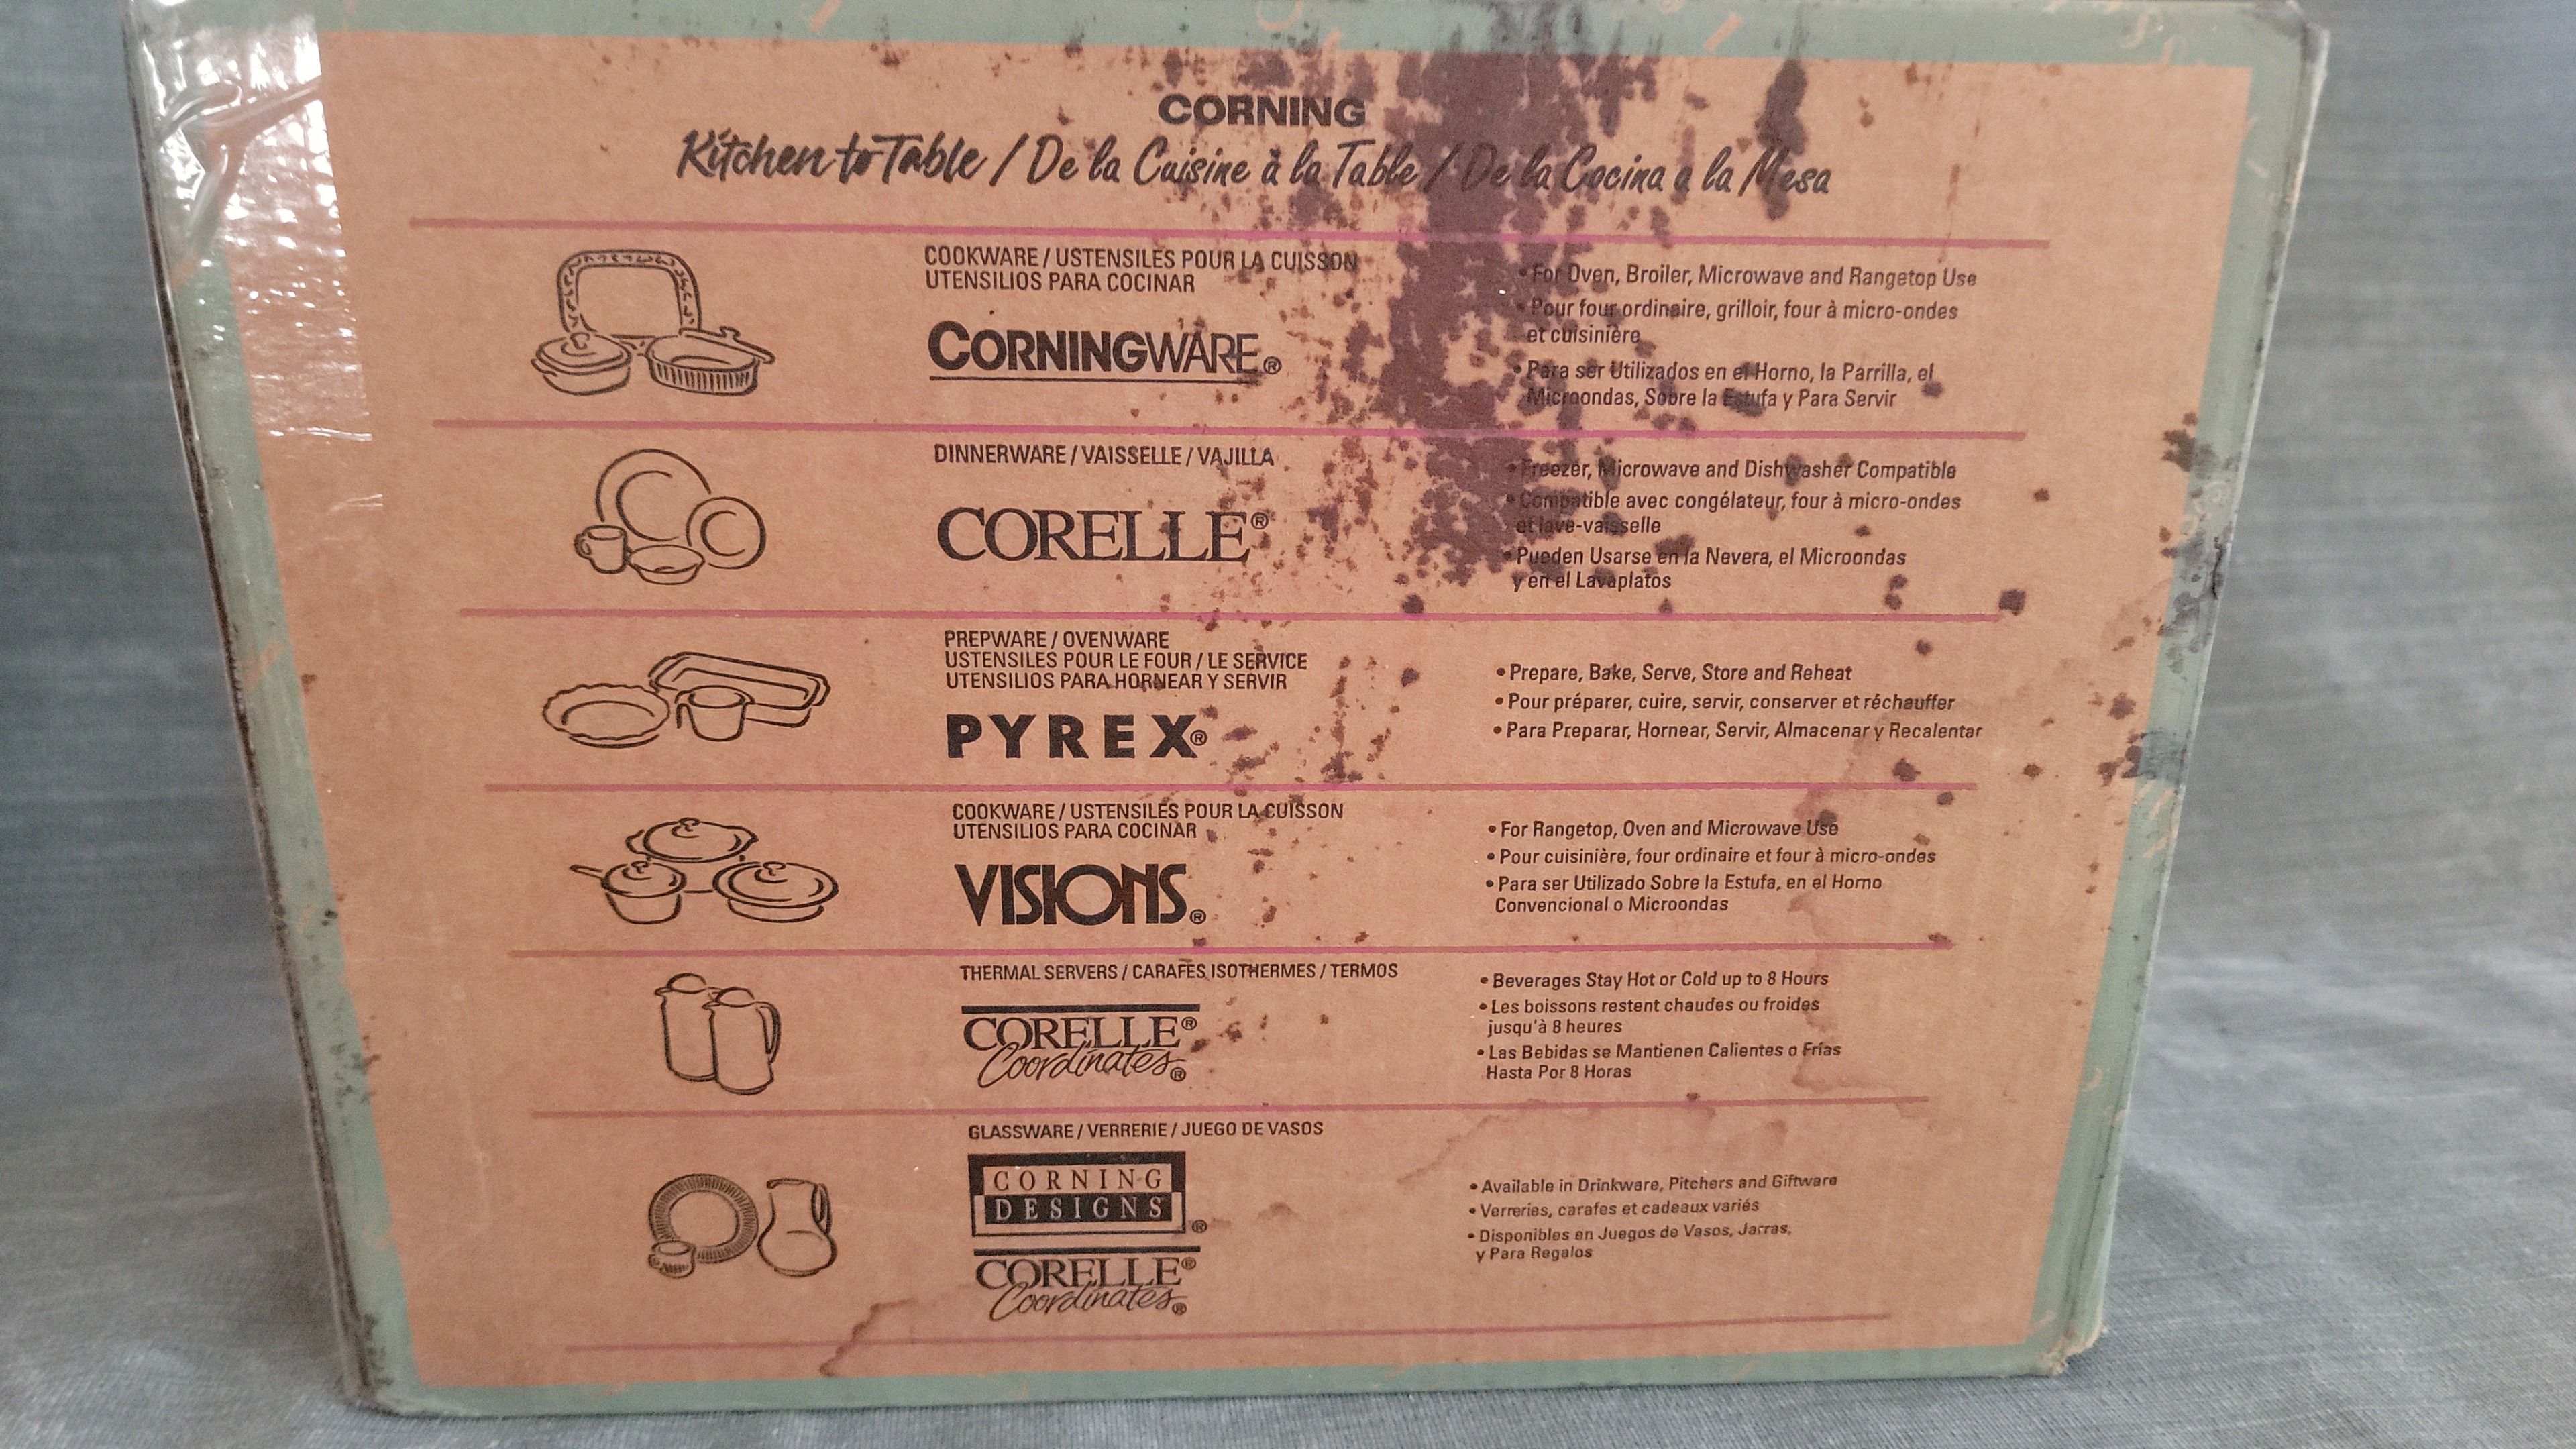 CORNING
Kitchen to Table / De la Cuisine à la Table / De la Cocina a la Mesa
COOKWARE / USTENSILES POUR LA CUISSON
UTENSILIOS PARA COCINAR
CORNINGWARE®
• For Oven, Broiler, Microwave and Rangetop Use
• Pour four ordinaire, grilloir, four à micro-ondes
et cuisinière
• Para ser Utilizados en el Horno, la Parrilla, el
Microondas, Sobre la Estufa y Para Servir
DINNERWARE / VAISSELLE / VAJILLA
CORELLE®
• Freezer, Microwave and Dishwasher Compatible
• Compatible avec congélateur, four à micro-ondes
et lave-vaisselle
• Pueden Usarse en la Nevera, el Microondas
y en el Lavaplatos
PREPWARE / OVENWARE
USTENSILES POUR LE FOUR / LE SERVICE
UTENSILIOS PARA HORNEAR Y SERVIR
PYREX®
• Prepare, Bake, Serve, Store and Reheat
• Pour préparer, cuire, servir, conserver et réchauffer
• Para Preparar, Hornear, Servir, Almacenar y Recalentar
COOKWARE / USTENSILES POUR LA CUISSON
UTENSILIOS PARA COCINAR
VISIONS®
• For Rangetop, Oven and Microwave Use
• Pour cuisinière, four ordinaire et four à micro-ondes
• Para ser Utilizado Sobre la Estufa, en el Horno
Convencional o Microondas
THERMAL SERVERS / CARAFES ISOTHERMES / TERMOS
CORELLE®
Coordinates®
• Beverages Stay Hot or Cold up to 8 Hours
• Les boissons restent chaudes ou froides
jusqu'à 8 heures
• Las Bebidas se Mantienen Calientes o Frías
Hasta Por 8 Horas
GLASSWARE / VERRERIE / JUEGO DE VASOS
CORNING
DESIGNS®
CORELLE®
Coordinates®
• Available in Drinkware, Pitchers and Giftware
• Verreries, carafes et cadeaux variés
• Disponibles en Juegos de Vasos, Jarras,
y Para Regalos